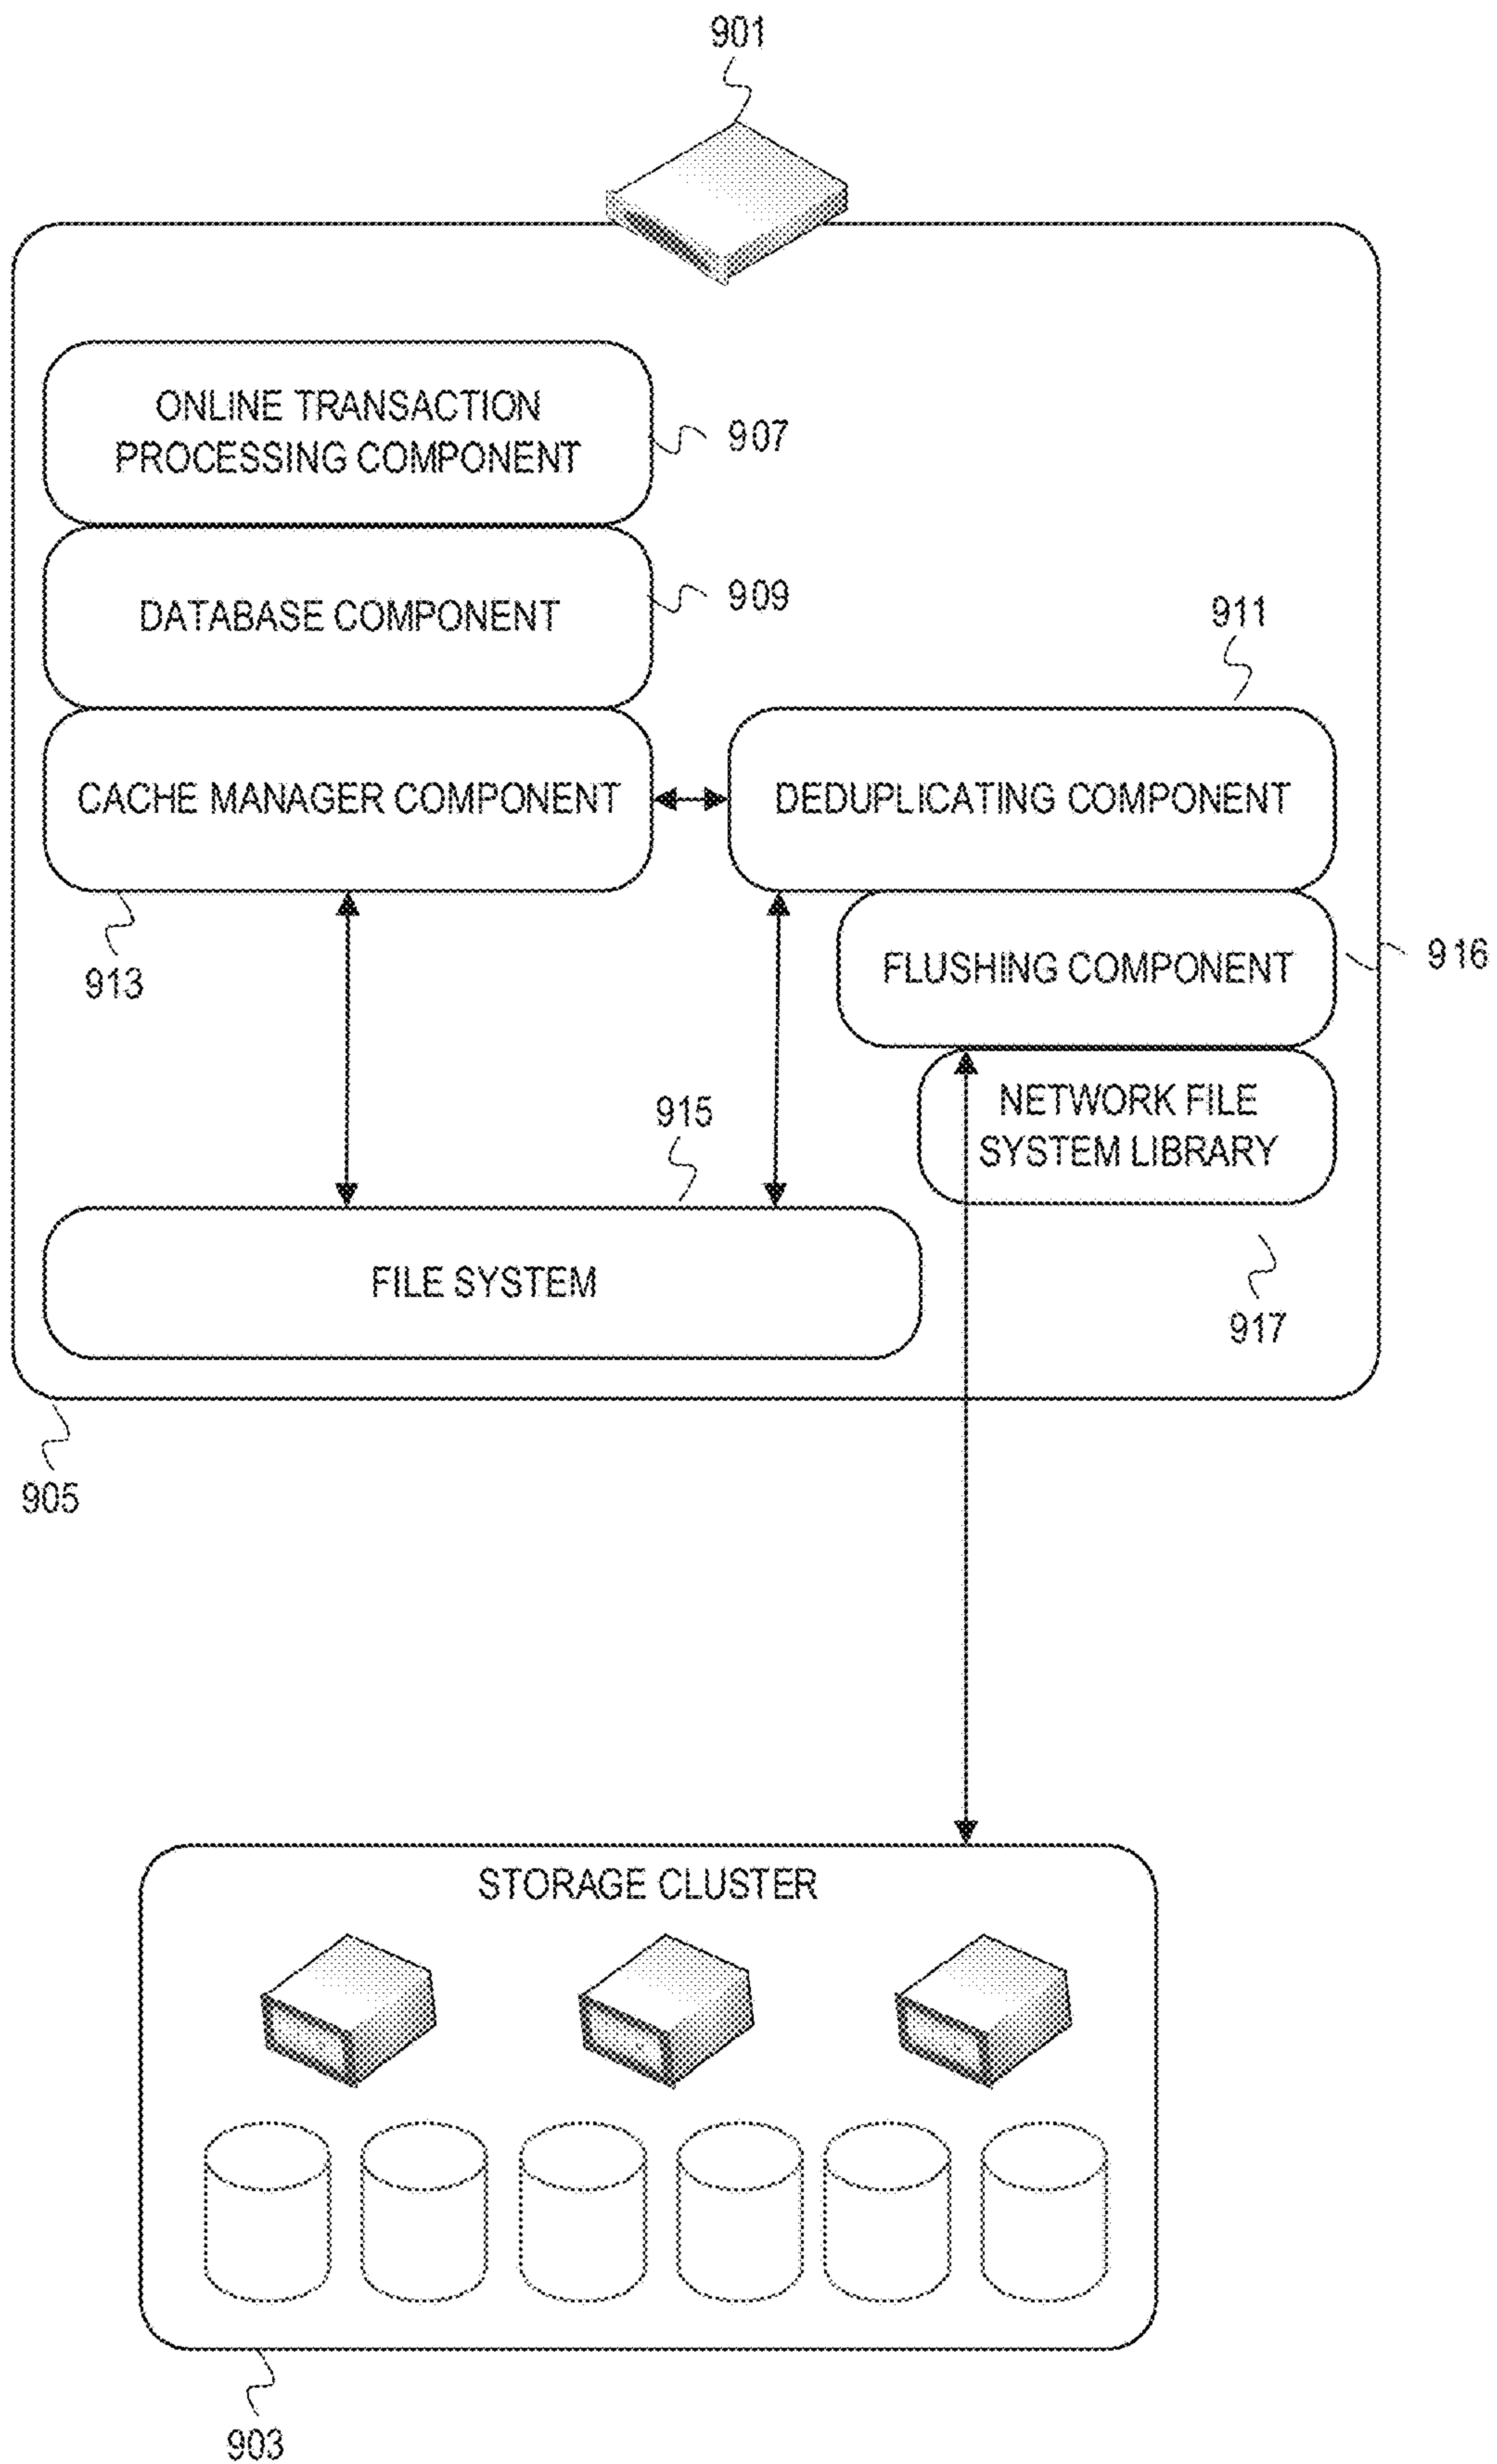 901
ONLINE TRANSACTION
PROCESSING COMPONENT
907
DATABASE COMPONENT
909
911
CACHE MANAGER COMPONENT
DEDUPLICATING COMPONENT
913
FLUSHING COMPONENT
916
915
NETWORK FILE
SYSTEM LIBRARY
FILE SYSTEM
917
905
STORAGE CLUSTER
903